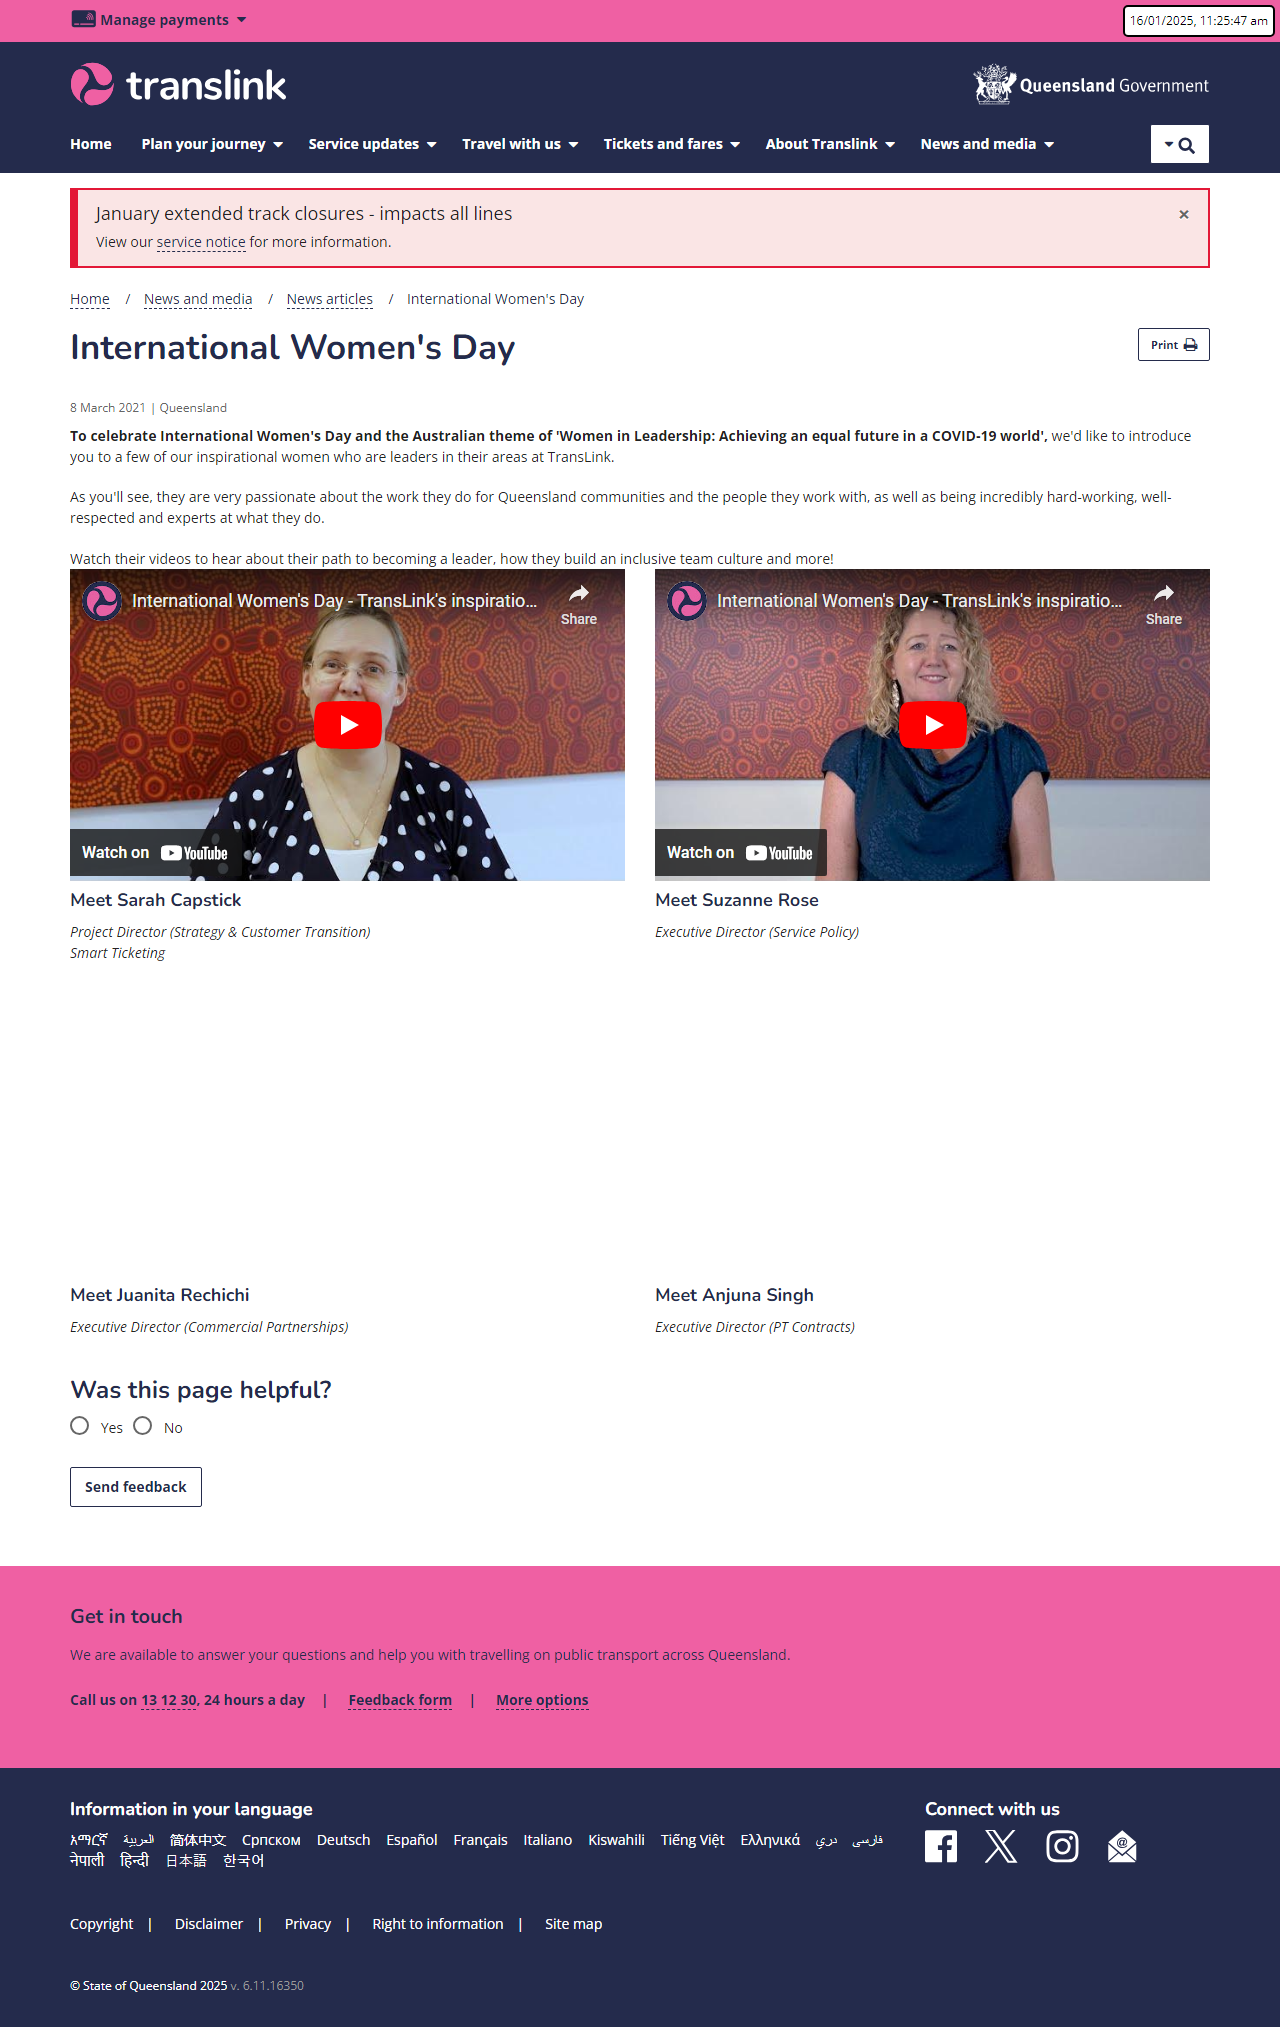 Manage payments
16/01/2025, 11:25:47 am
translink
Queensland Government
Home Plan your journey Service updates Travel with us Tickets and fares About Translink News and media
January extended track closures - impacts all lines
×
View our service notice for more information.
Home / News and media / News articles / International Women's Day
International Women's Day
Print
8 March 2021 | Queensland
To celebrate International Women's Day and the Australian theme of 'Women in Leadership: Achieving an equal future in a COVID-19 world', we'd like to introduce
you to a few of our inspirational women who are leaders in their areas at TransLink.
As you'll see, they are very passionate about the work they do for Queensland communities and the people they work with, as well as being incredibly hard-working, well-
respected and experts at what they do.
Watch their videos to hear about their path to becoming a leader, how they build an inclusive team culture and more!
International Women's Day - TransLink's inspiratio...
Share
Watch on YouTube
International Women's Day - TransLink's inspiratio...
Share
Watch on YouTube
Meet Sarah Capstick
Project Director (Strategy & Customer Transition)
Smart Ticketing
Meet Suzanne Rose
Executive Director (Service Policy)
Meet Juanita Rechichi
Executive Director (Commercial Partnerships)
Meet Anjuna Singh
Executive Director (PT Contracts)
Was this page helpful?
Yes No
Send feedback
Get in touch
We are available to answer your questions and help you with travelling on public transport across Queensland.
Call us on 13 12 30, 24 hours a day | Feedback form | More options
Information in your language
አማርኛ العربية 简体中文 Српском Deutsch Español Français Italiano Kiswahili Tiếng Việt Ελληνικά دري فارسی
नेपाली हिन्दी 日本語 한국어
Connect with us
Copyright | Disclaimer | Privacy | Right to information | Site map
© State of Queensland 2025 v. 6.11.16350